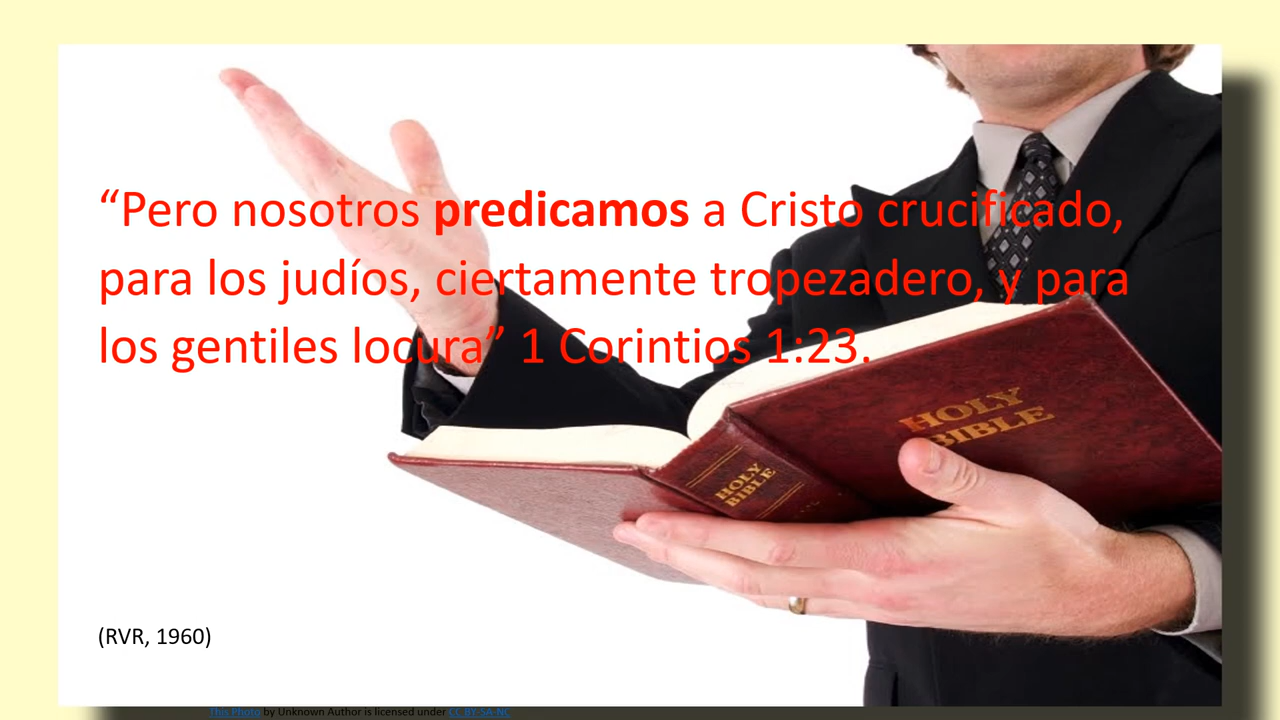 “Pero nosotros predicamos a Cristo crucificado,
para los judíos, ciertamente tropezadero, y para
los gentiles locura” 1 Corintios 1:23.
HOLY
BIBLE
HOLY
BIBLE
(RVR, 1960)
This Photo by Unknown Author is licensed under CC BY-SA-NC